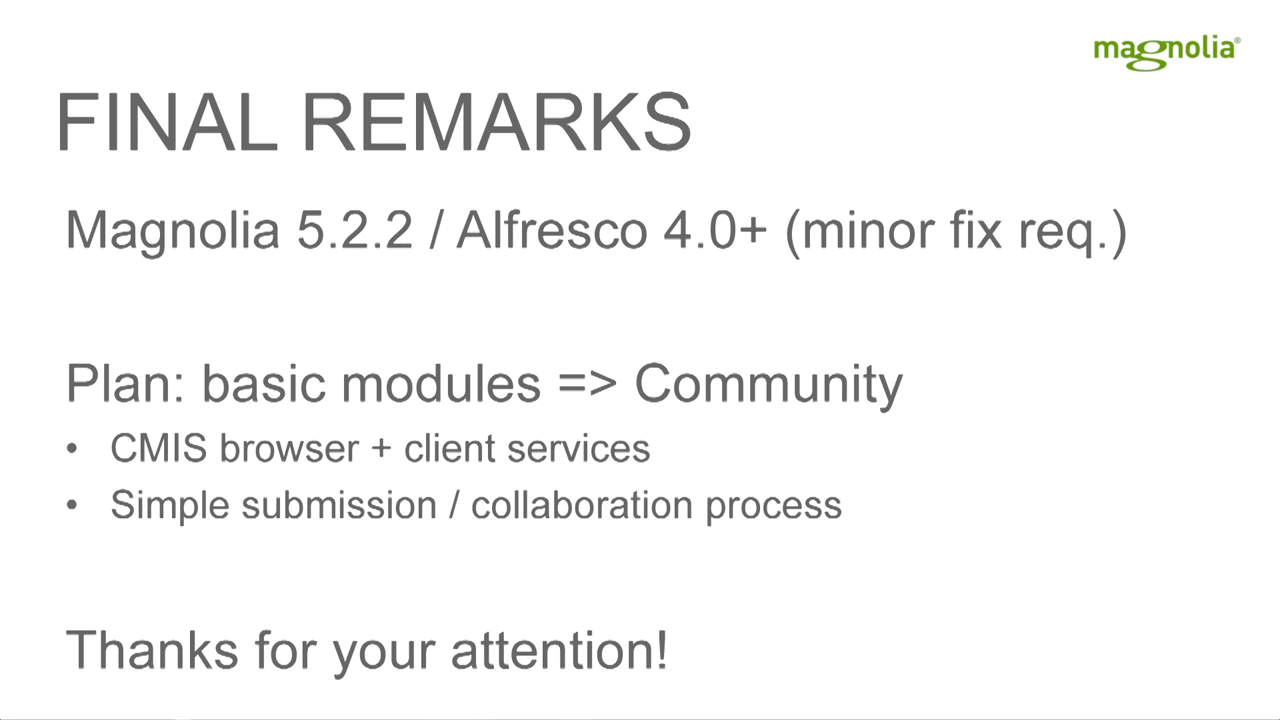 magnolia®
FINAL REMARKS
Magnolia 5.2.2 / Alfresco 4.0+ (minor fix req.)
Plan: basic modules => Community
• CMIS browser + client services
• Simple submission / collaboration process
Thanks for your attention!